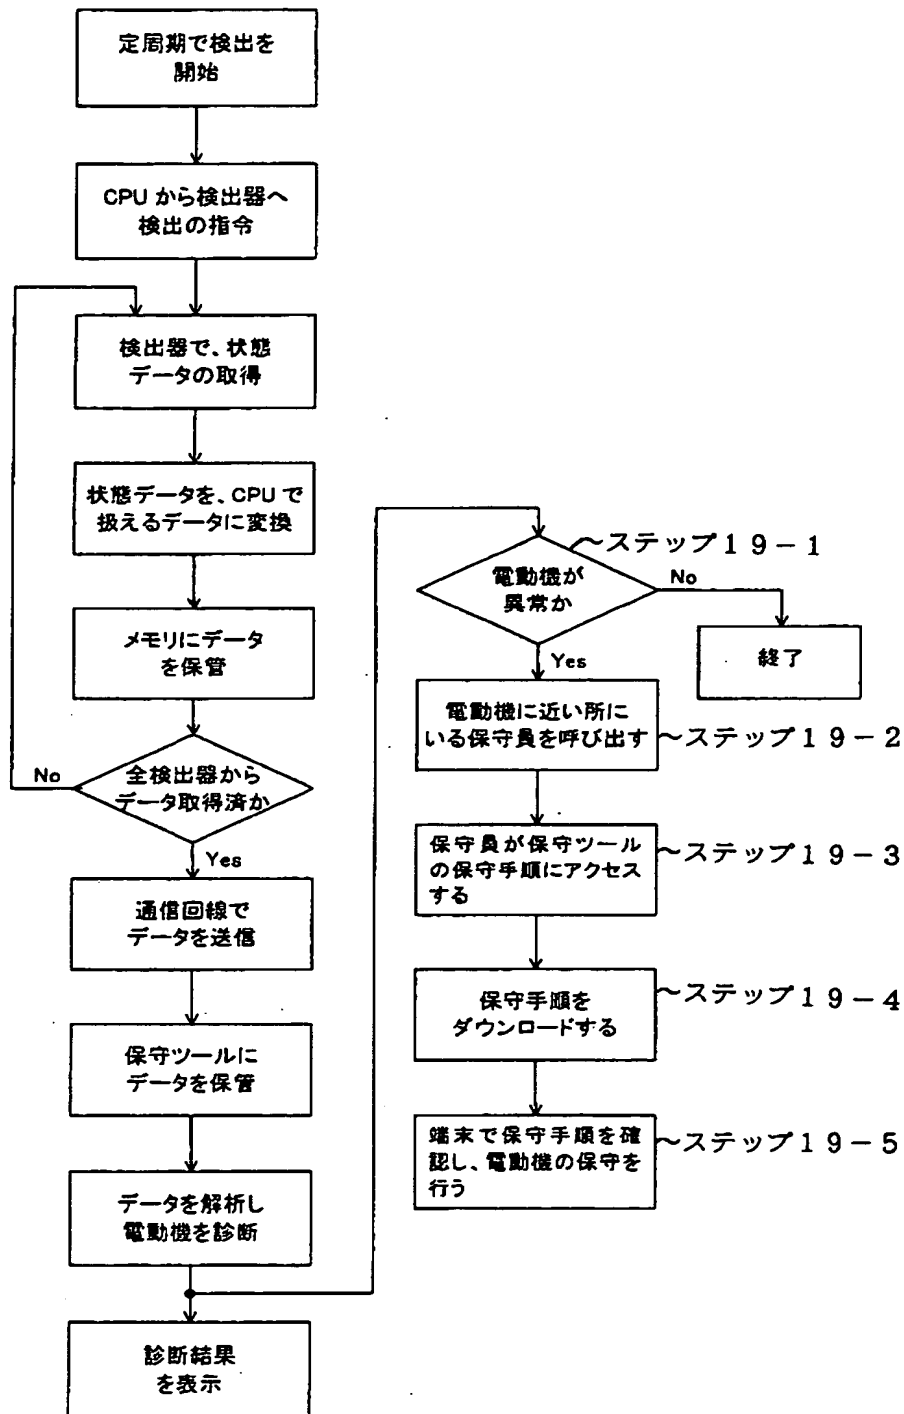 定周期で検出を
開始
CPU から検出器へ
検出の指令
検出器で、状態
データの取得
状態データを、CPU で
扱えるデータに変換
メモリにデータ
を保管
全検出器から
データ取得済か
No
Yes
通信回線で
データを送信
保守ツールに
データを保管
データを解析し
電動機を診断
診断結果
を表示
～ステップ19-1
電動機が
異常か
No
終了
Yes
電動機に近い所に
いる保守員を呼び出す
～ステップ19-2
保守員が保守ツール
の保守手順にアクセス
する
～ステップ19-3
保守手順を
ダウンロードする
～ステップ19-4
端末で保守手順を確
認し、電動機の保守を
行う
～ステップ19-5